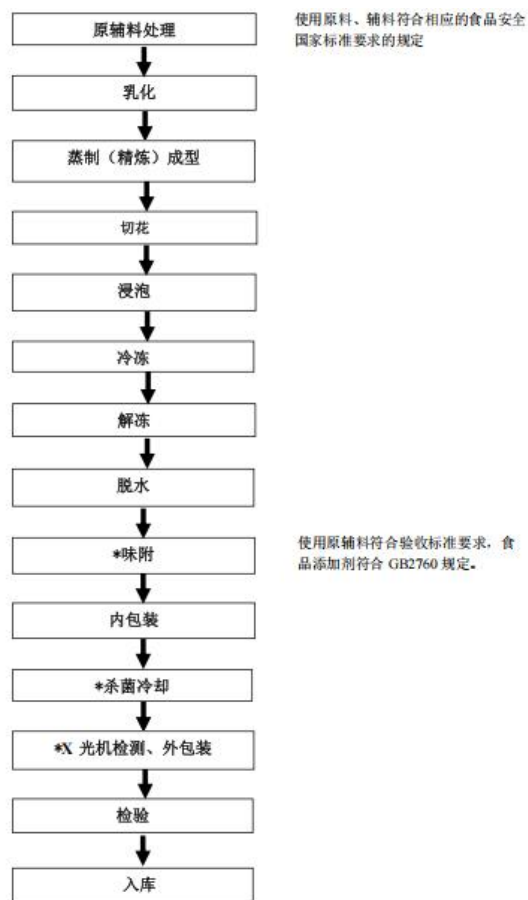 原辅料处理
使用原料、辅料符合相应的食品安全
国家标准要求的规定
乳化
蒸制（精炼）成型
切花
浸泡
冷冻
解冻
脱水
*味附
使用原辅料符合验收标准要求，食
品添加剂符合 GB2760 规定。
内包装
*杀菌冷却
*X 光机检测、外包装
检验
入库